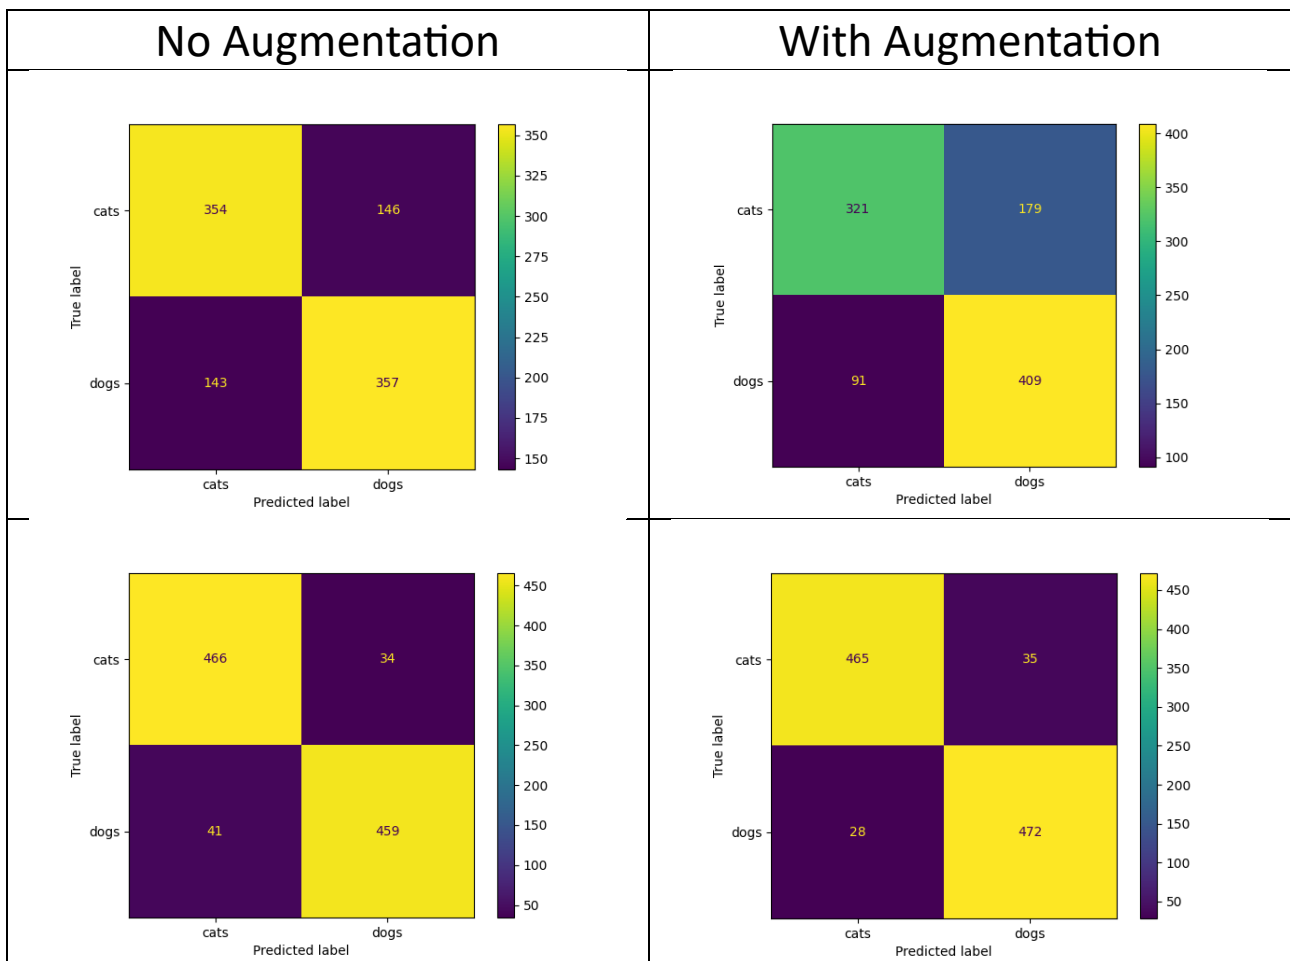 No Augmentation
With Augmentation
True label
cats
dogs
354 146
143 357
cats dogs
Predicted label
350
325
300
275
250
225
200
175
150
True label
cats
dogs
321 179
91 409
cats dogs
Predicted label
400
350
300
250
200
150
100
True label
cats
dogs
466 34
41 459
cats dogs
Predicted label
450
400
350
300
250
200
150
100
50
True label
cats
dogs
465 35
28 472
cats dogs
Predicted label
450
400
350
300
250
200
150
100
50